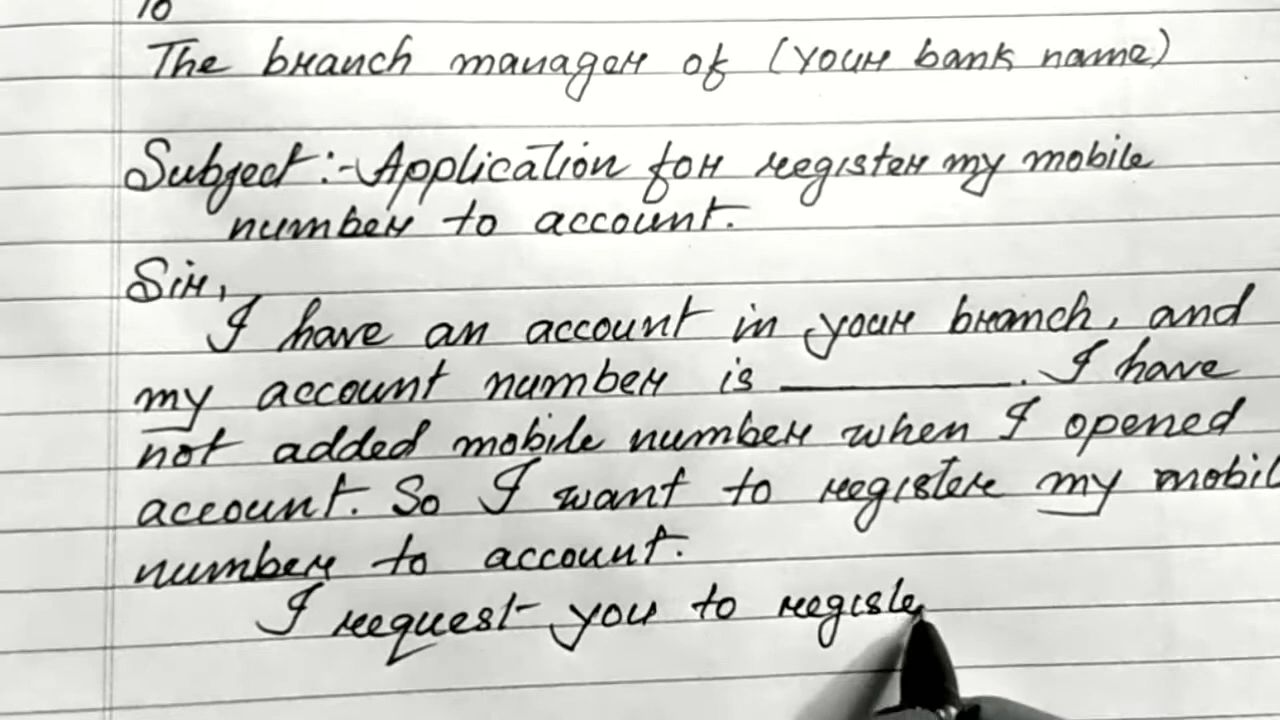 To
The branch manager of (your bank name)
Subject:-Application for register my mobile
number to account.
Sir,
I have an account in your branch, and
my account number is ________. I have
not added mobile number when I opened
account. So I want to register my mobil
number to account.
I request you to registe